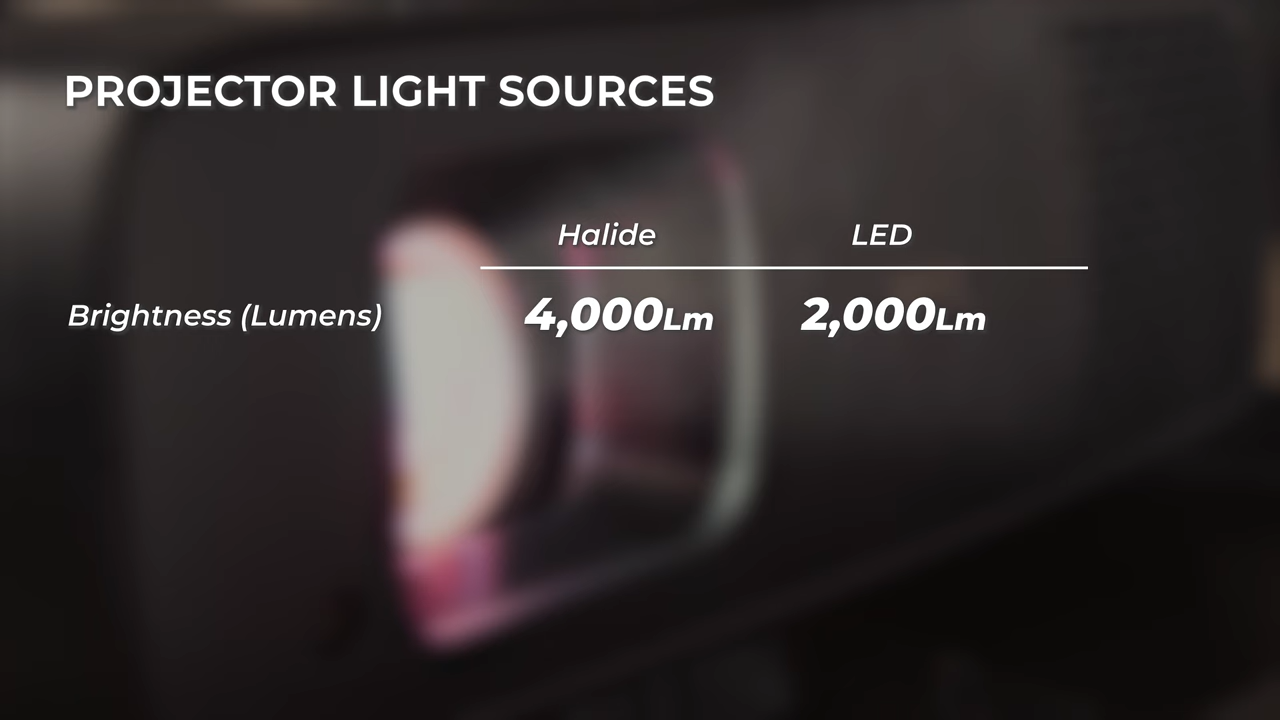 PROJECTOR LIGHT SOURCES
Halide LED
Brightness (Lumens) 4,000Lm 2,000Lm